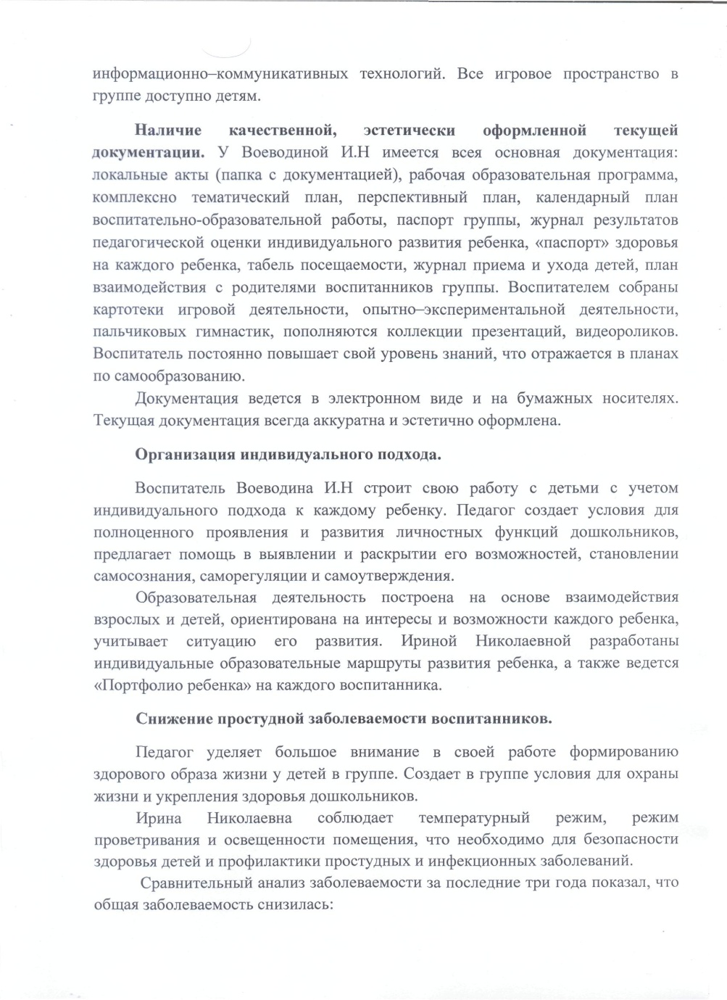 информационно–коммуникативных технологий. Все игровое пространство в
группе доступно детям.
Наличие качественной, эстетически оформленной текущей
документации. У Воеводиной И.Н имеется всея основная документация:
локальные акты (папка с документацией), рабочая образовательная программа,
комплексно тематический план, перспективный план, календарный план
воспитательно-образовательной работы, паспорт группы, журнал результатов
педагогической оценки индивидуального развития ребенка, «паспорт» здоровья
на каждого ребенка, табель посещаемости, журнал приема и ухода детей, план
взаимодействия с родителями воспитанников группы. Воспитателем собраны
картотеки игровой деятельности, опытно–экспериментальной деятельности,
пальчиковых гимнастик, пополняются коллекции презентаций, видеороликов.
Воспитатель постоянно повышает свой уровень знаний, что отражается в планах
по самообразованию.
Документация ведется в электронном виде и на бумажных носителях.
Текущая документация всегда аккуратна и эстетично оформлена.
Организация индивидуального подхода.
Воспитатель Воеводина И.Н строит свою работу с детьми с учетом
индивидуального подхода к каждому ребенку. Педагог создает условия для
полноценного проявления и развития личностных функций дошкольников,
предлагает помощь в выявлении и раскрытии его возможностей, становлении
самосознания, саморегуляции и самоутверждения.
Образовательная деятельность построена на основе взаимодействия
взрослых и детей, ориентирована на интересы и возможности каждого ребенка,
учитывает ситуацию его развития. Ириной Николаевной разработаны
индивидуальные образовательные маршруты развития ребенка, а также ведется
«Портфолио ребенка» на каждого воспитанника.
Снижение простудной заболеваемости воспитанников.
Педагог уделяет большое внимание в своей работе формированию
здорового образа жизни у детей в группе. Создает в группе условия для охраны
жизни и укрепления здоровья дошкольников.
Ирина Николаевна соблюдает температурный режим, режим
проветривания и освещенности помещения, что необходимо для безопасности
здоровья детей и профилактики простудных и инфекционных заболеваний.
Сравнительный анализ заболеваемости за последние три года показал, что
общая заболеваемость снизилась: